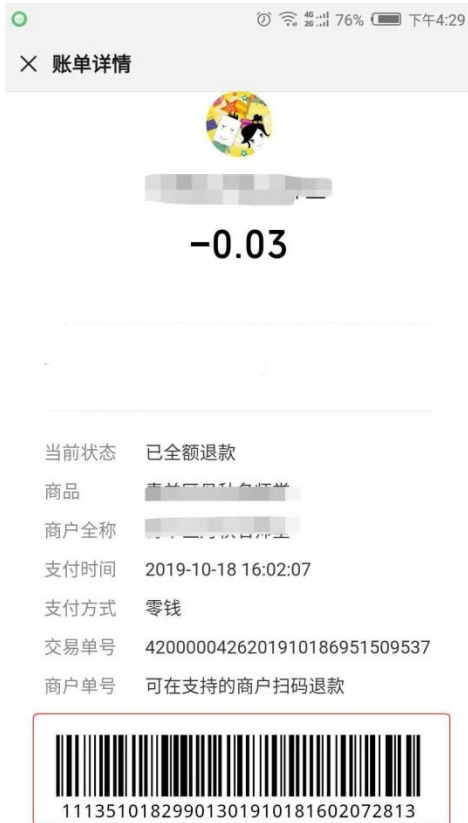 4G 2G 76% 下午4:29
账单详情
-0.03
当前状态 已全额退款
商品
商户全称
支付时间 2019-10-18 16:02:07
支付方式 零钱
交易单号 4200000426201910186951509537
商户单号 可在支持的商户扫码退款
11135101829901301910181602072813